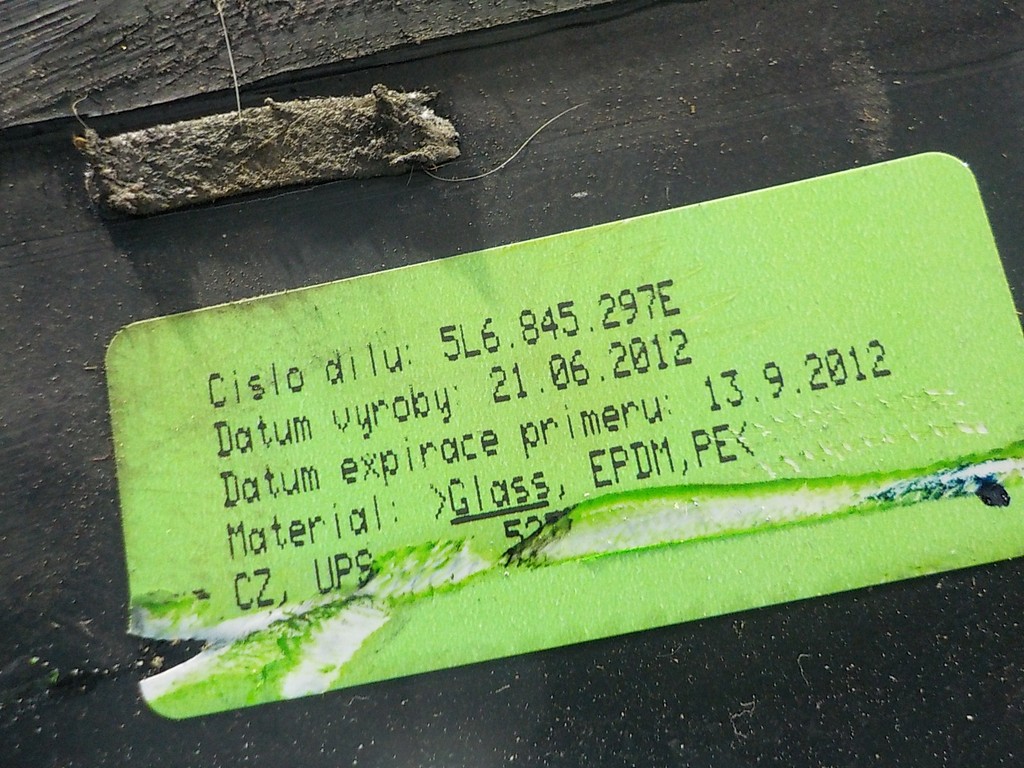 Cislo dilu: 5L6.845.297E
Datum vyroby: 21.06.2012
Datum expirace primeru: 13.9.2012
Material: >Glass, EPDM,PE<
CZ, UPS